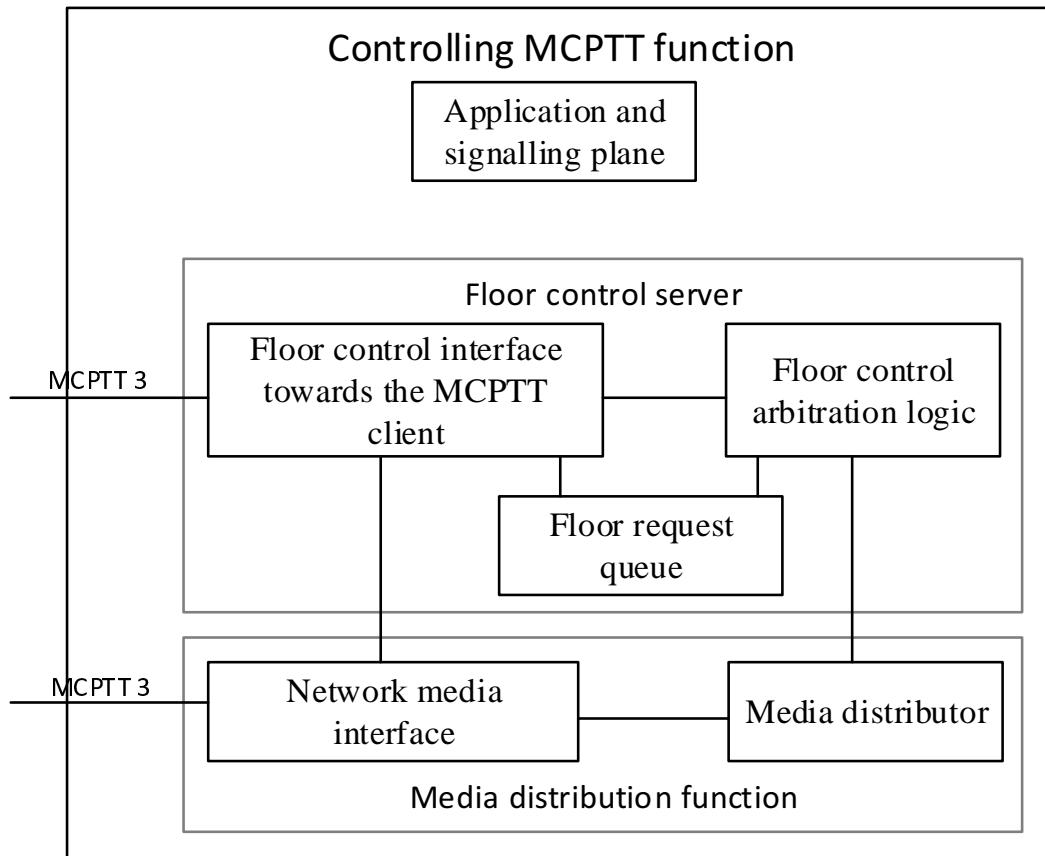 Controlling MCPTT function
Application and
signalling plane
Floor control server
Floor control interface
towards the MCPTT
client
Floor control
arbitration logic
MCPTT 3
Floor request
queue
MCPTT 3
Network media
interface
Media distributor
Media distribution function